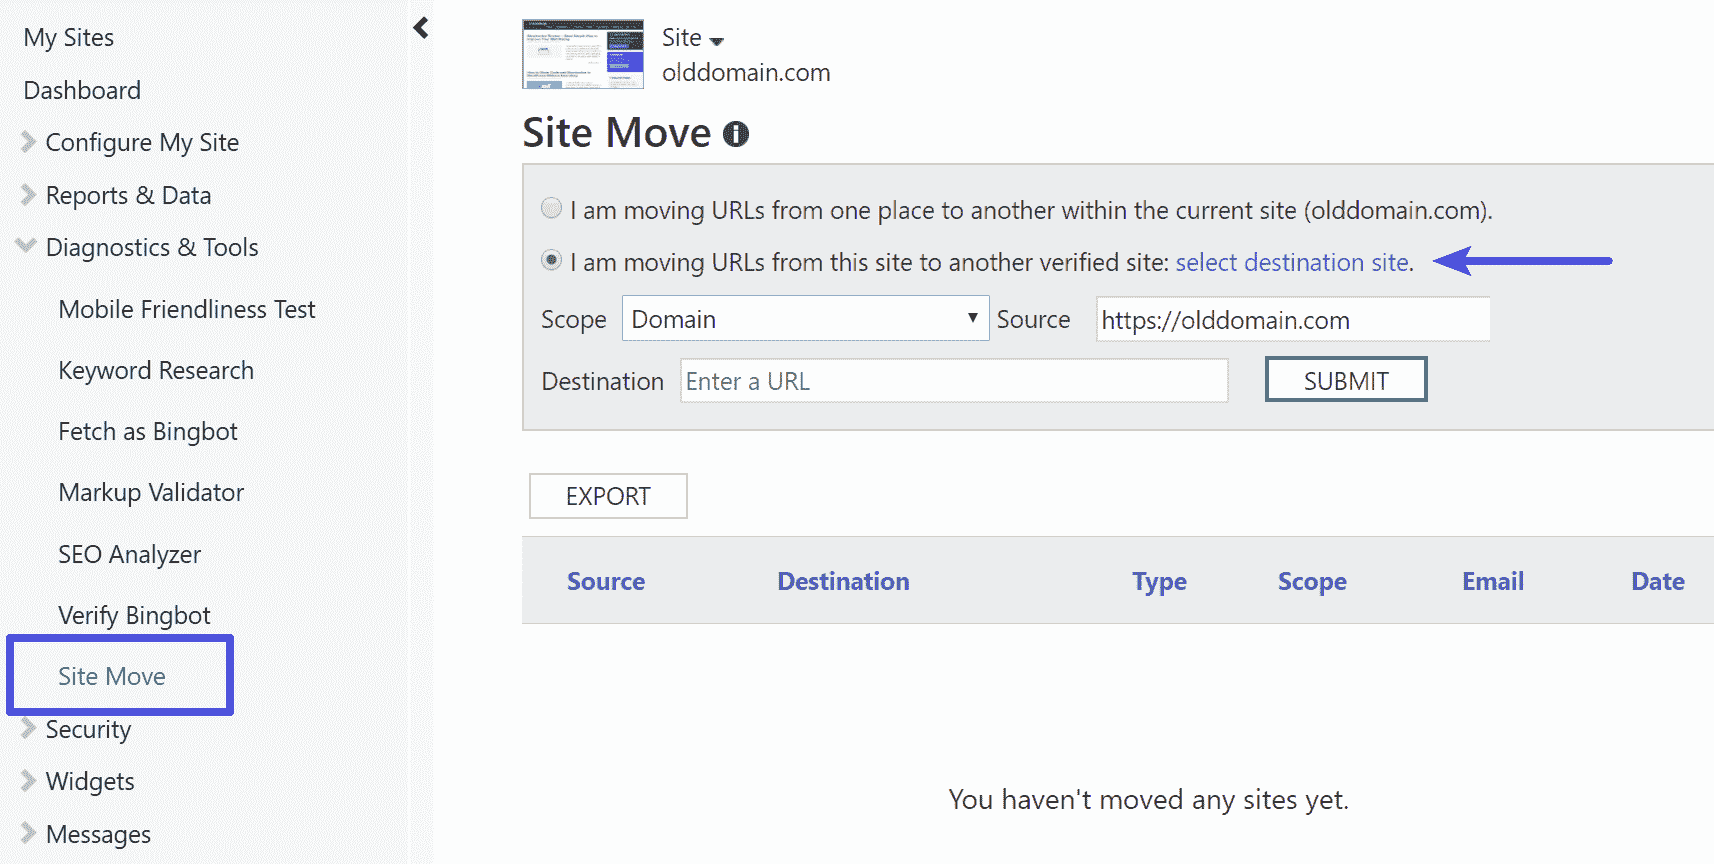 My Sites
Dashboard
Configure My Site
Reports & Data
Diagnostics & Tools
Mobile Friendliness Test
Keyword Research
Fetch as Bingbot
Markup Validator
SEO Analyzer
Verify Bingbot
Site Move
Security
Widgets
Messages
Site
olddomain.com
Site Move
I am moving URLs from one place to another within the current site (olddomain.com).
I am moving URLs from this site to another verified site: select destination site.
Scope Domain Source https://olddomain.com
Destination Enter a URL SUBMIT
EXPORT
Source Destination Type Scope Email Date
You haven't moved any sites yet.